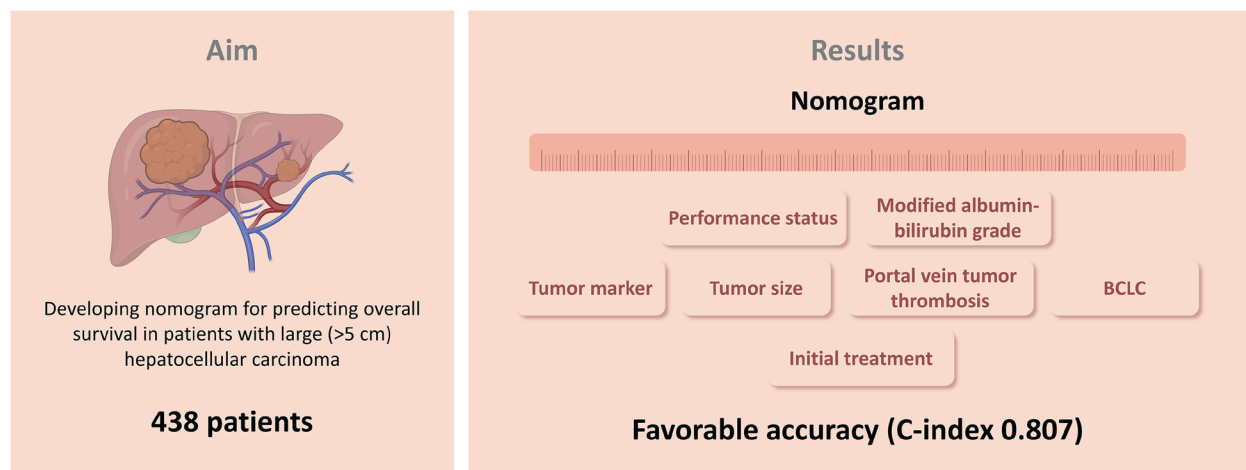 Aim
Developing nomogram for predicting overall
survival in patients with large (>5 cm)
hepatocellular carcinoma
438 patients
Results
Nomogram
Performance status
Modified albumin-
bilirubin grade
Tumor marker
Tumor size
Portal vein tumor
thrombosis
BCLC
Initial treatment
Favorable accuracy (C-index 0.807)